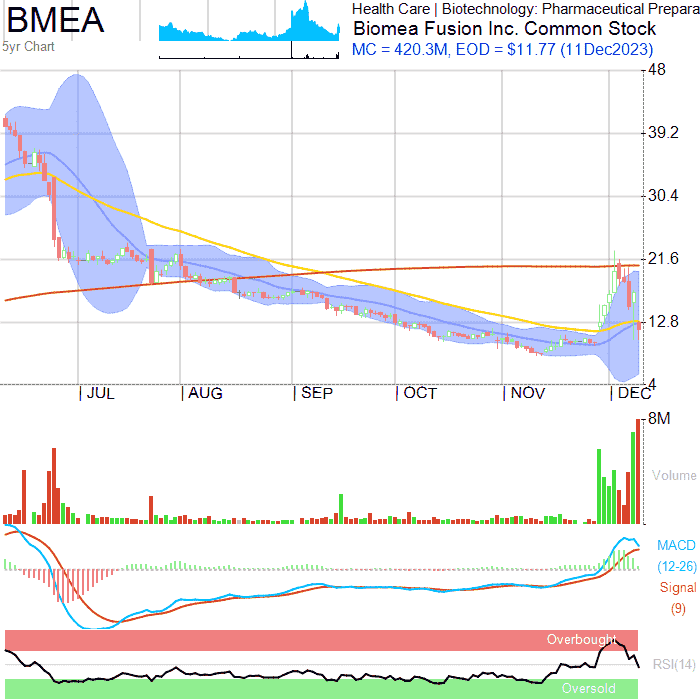 BMEA
5yr Chart
Health Care | Biotechnology: Pharmaceutical Prepara
Biomea Fusion Inc. Common Stock
MC = 420.3M, EOD = $11.77 (11Dec2023)
48
39.2
30.4
21.6
12.8
4
JUL AUG SEP OCT NOV DEC
8M
Volume
MACD
(12-26)
Signal
(9)
Overbought
RSI(14)
Oversold